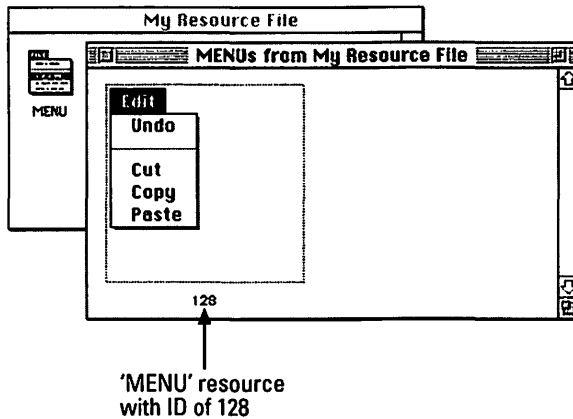 My Resource File
MENUs from My Resource File
MENU
Edit
Undo
Cut
Copy
Paste
128
'MENU' resource
with ID of 128